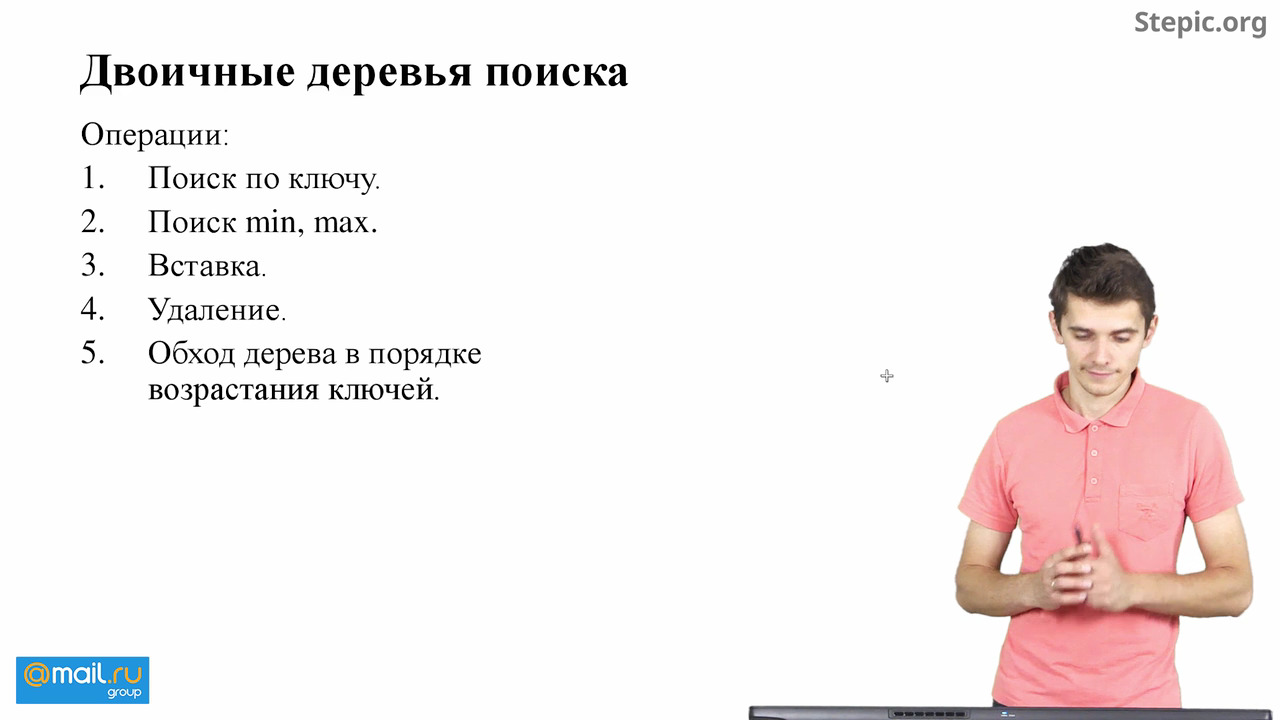 Stepic.org
Двоичные деревья поиска
Операции:
1. Поиск по ключу.
2. Поиск min, max.
3. Вставка.
4. Удаление.
5. Обход дерева в порядке
возрастания ключей.
@mail.ru
group